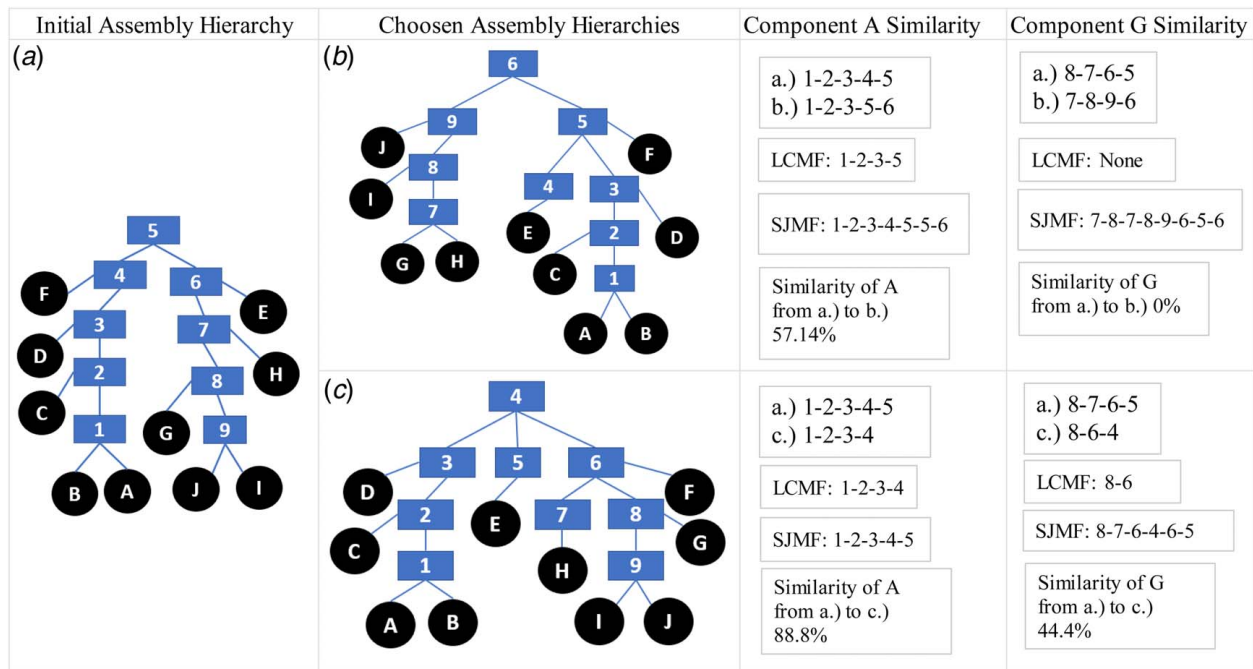 Initial Assembly Hierarchy
Choosen Assembly Hierarchies
Component A Similarity
Component G Similarity
(a)
5
4
6
F
E
3
7
D
H
2
8
C
G
1
9
B
A
J
I
(b)
6
9
5
J
F
8
4
3
I
7
E
2
D
G
H
C
1
A
B
a.) 1-2-3-4-5
b.) 1-2-3-5-6
LCMF: 1-2-3-5
SJMF: 1-2-3-4-5-5-6
Similarity of A
from a.) to b.)
57.14%
a.) 8-7-6-5
b.) 7-8-9-6
LCMF: None
SJMF: 7-8-7-8-9-6-5-6
Similarity of G
from a.) to b.) 0%
(c)
4
3
5
6
D
F
2
E
7
8
G
C
1
H
9
A
B
I
J
a.) 1-2-3-4-5
c.) 1-2-3-4
LCMF: 1-2-3-4
SJMF: 1-2-3-4-5
Similarity of A
from a.) to c.)
88.8%
a.) 8-7-6-5
c.) 8-6-4
LCMF: 8-6
SJMF: 8-7-6-4-6-5
Similarity of G
from a.) to c.)
44.4%